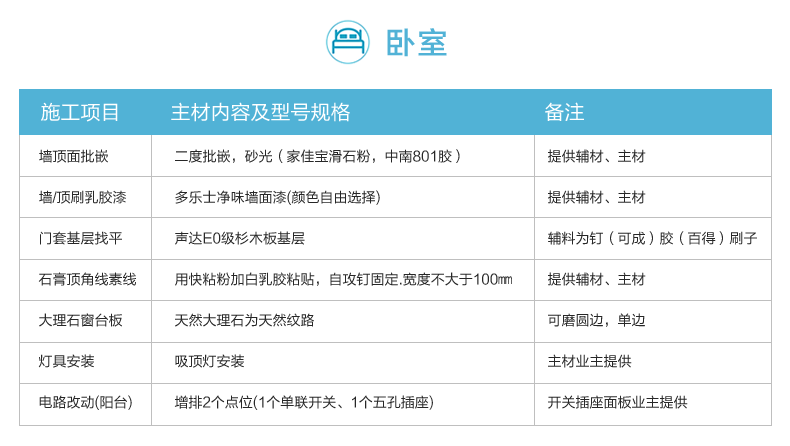 卧室
施工项目 主材内容及型号规格 备注
墙顶面批嵌 二度批嵌，砂光（家佳宝滑石粉，中南801胶） 提供辅材、主材
墙/顶刷乳胶漆 多乐士净味墙面漆(颜色自由选择) 提供辅材、主材
门套基层找平 声达E0级杉木板基层 辅料为钉（可成）胶（百得）刷子
石膏顶角线素线 用快粘粉加白乳胶粘贴，自攻钉固定.宽度不大于100㎜ 提供辅材、主材
大理石窗台板 天然大理石为天然纹路 可磨圆边，单边
灯具安装 吸顶灯安装 主材业主提供
电路改动(阳台) 增排2个点位(1个单联开关、1个五孔插座) 开关插座面板业主提供